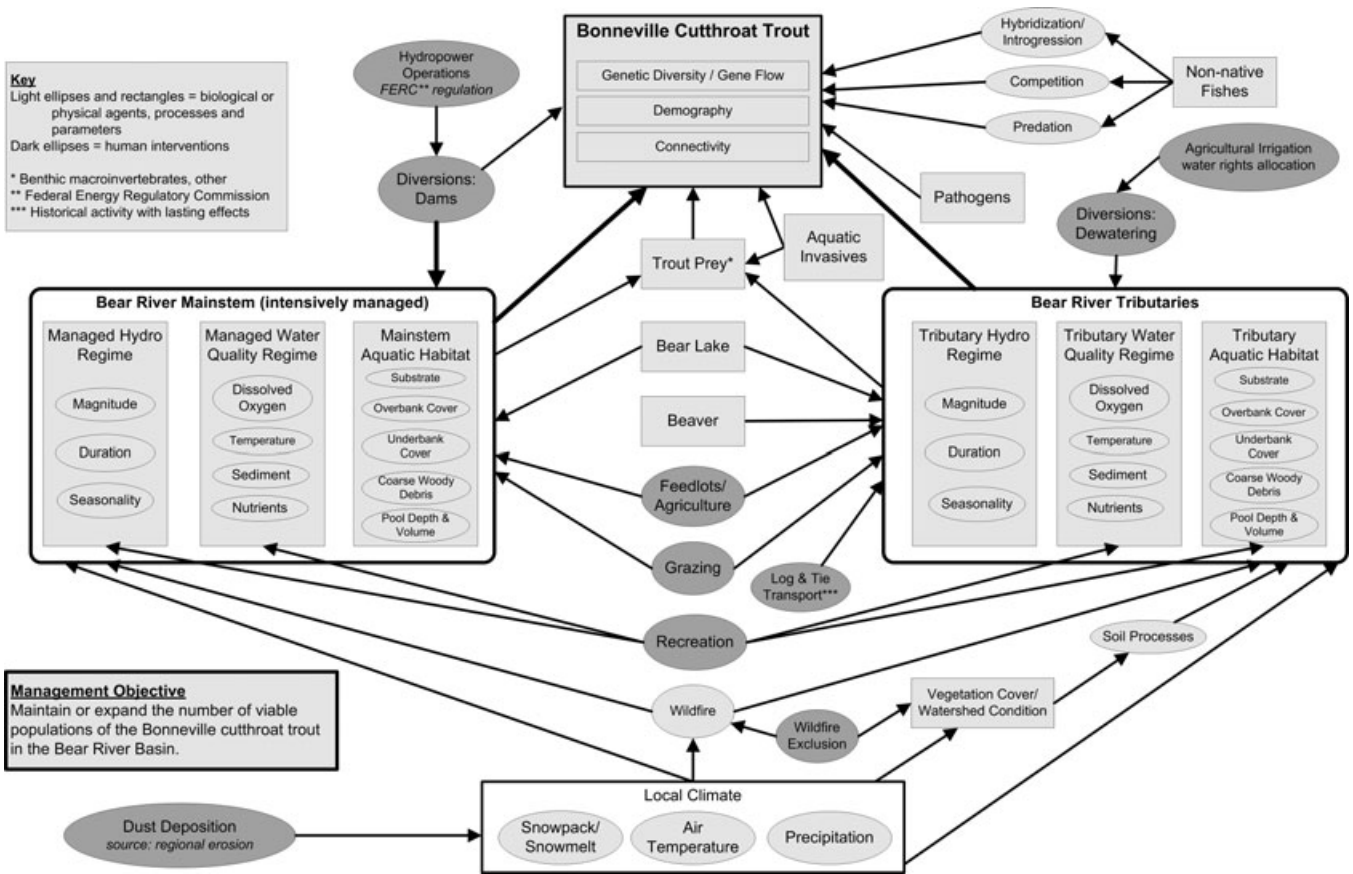 Bonneville Cutthroat Trout
Genetic Diversity / Gene Flow
Demography
Connectivity
Hydropower
Operations
FERC** regulation
Diversions:
Dams
Key
Light ellipses and rectangles = biological or
physical agents, processes and
parameters
Dark ellipses = human interventions
* Benthic macroinvertebrates, other
** Federal Energy Regulatory Commission
*** Historical activity with lasting effects
Hybridization/
Introgression
Competition
Predation
Non-native
Fishes
Agricultural Irrigation
water rights allocation
Diversions:
Dewatering
Pathogens
Aquatic
Invasives
Trout Prey*
Bear Lake
Beaver
Feedlots/
Agriculture
Grazing
Log & Tie
Transport***
Recreation
Bear River Mainstem (intensively managed)
Managed Hydro
Regime
Magnitude
Duration
Seasonality
Managed Water
Quality Regime
Dissolved
Oxygen
Temperature
Sediment
Nutrients
Mainstem
Aquatic Habitat
Substrate
Overbank Cover
Underbank
Cover
Coarse Woody
Debris
Pool Depth &
Volume
Bear River Tributaries
Tributary Hydro
Regime
Magnitude
Duration
Seasonality
Tributary Water
Quality Regime
Dissolved
Oxygen
Temperature
Sediment
Nutrients
Tributary
Aquatic Habitat
Substrate
Overbank Cover
Underbank
Cover
Coarse Woody
Debris
Pool Depth &
Volume
Soil Processes
Vegetation Cover/
Watershed Condition
Wildfire
Wildfire
Exclusion
Management Objective
Maintain or expand the number of viable
populations of the Bonneville cutthroat trout
in the Bear River Basin.
Local Climate
Snowpack/
Snowmelt
Air
Temperature
Precipitation
Dust Deposition
source: regional erosion